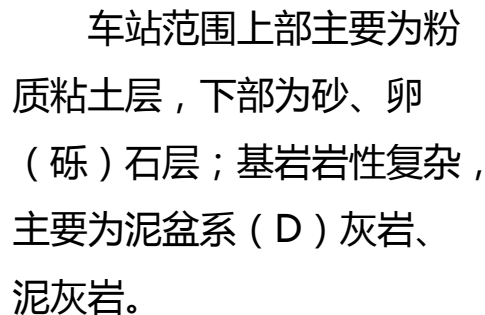 车站范围上部主要为粉
质粘土层，下部为砂、卵
（砾）石层；基岩岩性复杂，
主要为泥盆系（D）灰岩、
泥灰岩。